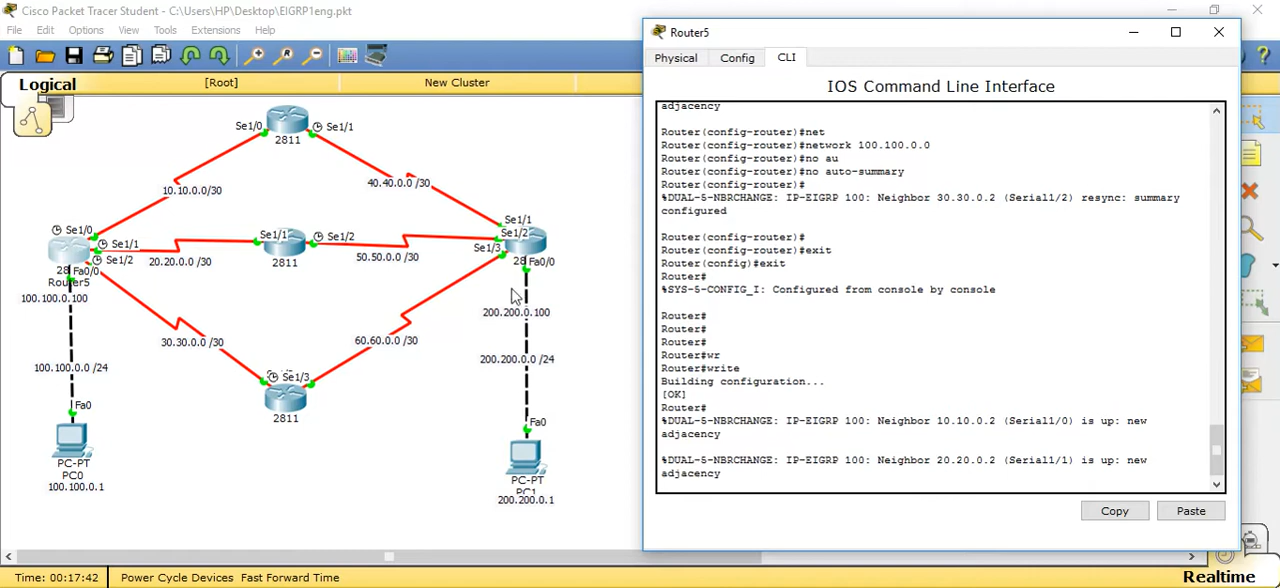 Cisco Packet Tracer Student - C:\Users\HP\Desktop\EIGRP1eng.pkt
File Edit Options View Tools Extensions Help
Logical
[Root]
New Cluster
Se1/0
Se1/1
2811
10.10.0.0/30
40.40.0.0 /30
Se1/0
Se1/1
Se1/2
Fa0/0
28
Router5
100.100.0.100
20.20.0.0 /30
Se1/1
Se1/2
2811
50.50.0.0 /30
Se1/1
Se1/2
Se1/3
28
Fa0/0
200.200.0.100
30.30.0.0 /30
60.60.0.0 /30
Se1/3
2811
100.100.0.0 /24
Fa0
PC-PT
PC0
100.100.0.1
200.200.0.0 /24
Fa0
PC-PT
PC1
200.200.0.1
Time: 00:17:42 Power Cycle Devices Fast Forward Time
Realtime
Router5
Physical Config CLI
IOS Command Line Interface
adjacency
Router(config-router)#net
Router(config-router)#network 100.100.0.0
Router(config-router)#no au
Router(config-router)#no auto-summary
Router(config-router)#
%DUAL-5-NBRCHANGE: IP-EIGRP 100: Neighbor 30.30.0.2 (Serial1/2) resync: summary
configured
Router(config-router)#
Router(config-router)#exit
Router(config)#exit
Router#
%SYS-5-CONFIG_I: Configured from console by console
Router#
Router#
Router#
Router#wr
Router#write
Building configuration...
[OK]
Router#
%DUAL-5-NBRCHANGE: IP-EIGRP 100: Neighbor 10.10.0.2 (Serial1/0) is up: new
adjacency
%DUAL-5-NBRCHANGE: IP-EIGRP 100: Neighbor 20.20.0.2 (Serial1/1) is up: new
adjacency
Copy
Paste